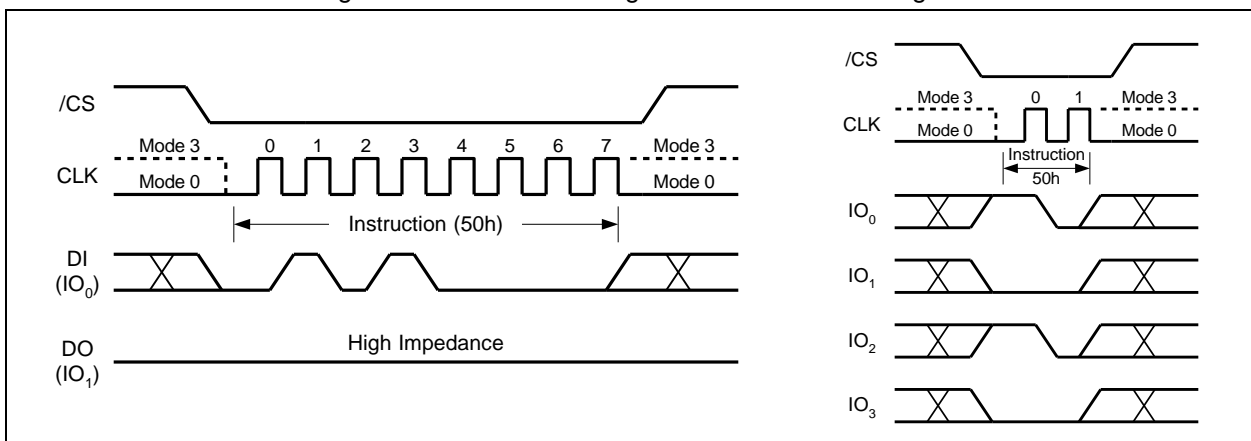 /CS
Mode 3 0 1 2 3 4 5 6 7 Mode 3
CLK
Mode 0 Mode 0
Instruction (50h)
DI
(IO₀)
High Impedance
DO
(IO₁)
/CS
Mode 3 0 1 Mode 3
CLK
Mode 0 Mode 0
Instruction
50h
IO₀
IO₁
IO₂
IO₃